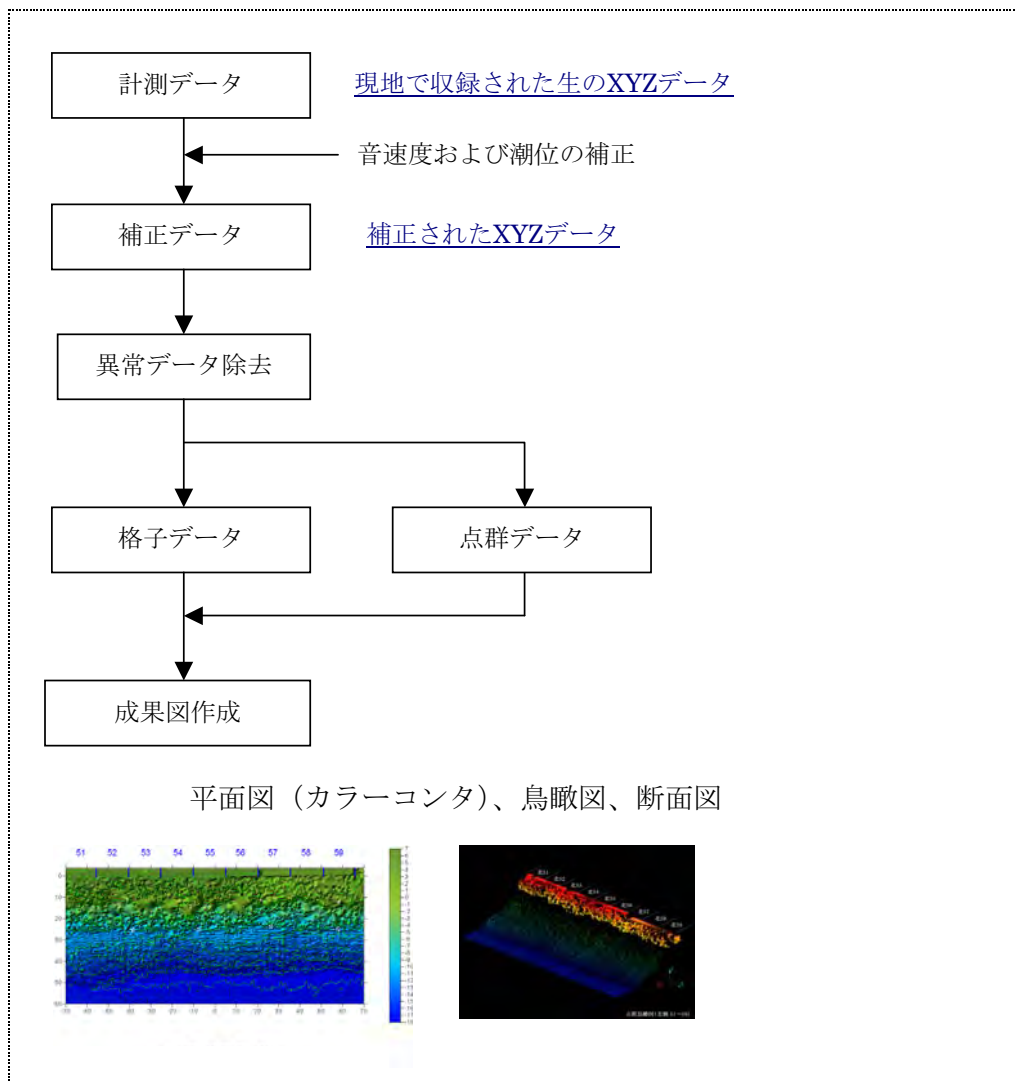 計測データ
現地で収録された生のXYZデータ
音速度および潮位の補正
補正データ
補正されたXYZデータ
異常データ除去
格子データ
点群データ
成果図作成
平面図（カラーコンタ）、鳥瞰図、断面図
51 52 53 54 55 56 57 58 59